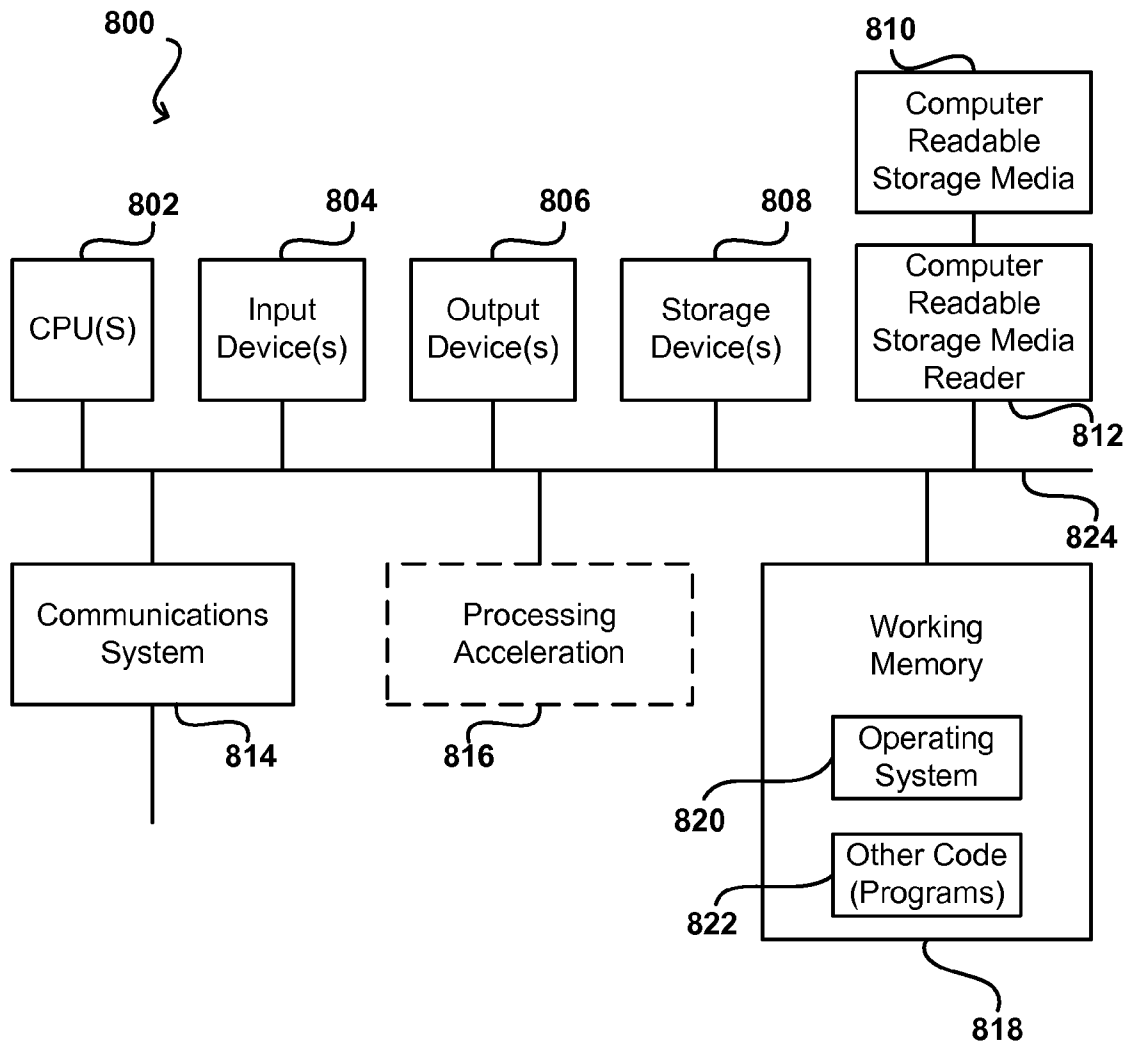 800
810
Computer
Readable
Storage Media
802
804
806
808
CPU(S)
Input
Device(s)
Output
Device(s)
Storage
Device(s)
Computer
Readable
Storage Media
Reader
812
824
Communications
System
814
Processing
Acceleration
816
Working
Memory
Operating
System
820
Other Code
(Programs)
822
818